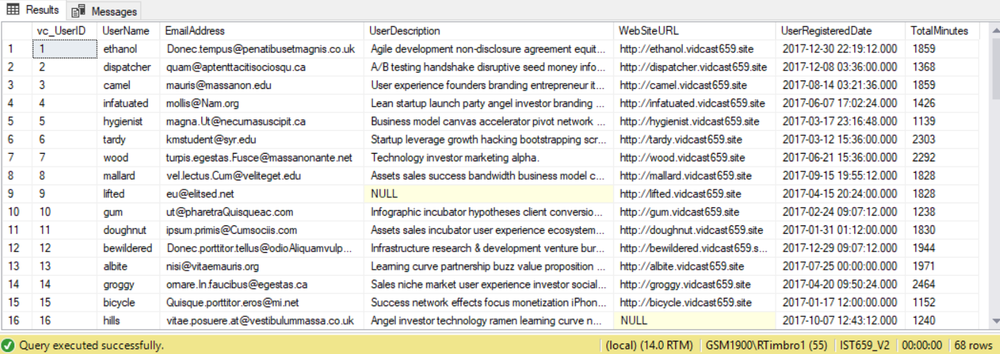 Results Messages
vc_UserID UserName EmailAddress UserDescription WebSiteURL UserRegisteredDate TotalMinutes
1 1 ethanol Donec.tempus@penatibusetmagnis.co.uk Agile development non-disclosure agreement equit... http://ethanol.vidcast659.site 2017-12-30 22:19:12.000 1859
2 2 dispatcher quam@aptenttacitisociosqu.ca A/B testing handshake disruptive seed money info... http://dispatcher.vidcast659.site 2017-12-08 03:36:00.000 1368
3 3 camel mauris@massanon.edu User experience founders branding entrepreneur it... http://camel.vidcast659.site 2017-08-14 03:21:36.000 1859
4 4 infatuated mollis@Nam.org Lean startup launch party angel investor branding ... http://infatuated.vidcast659.site 2017-06-07 17:02:24.000 1426
5 5 hygienist magna.Ut@necurnasuscipit.ca Business model canvas accelerator pivot network ... http://hygienist.vidcast659.site 2017-03-17 23:16:48.000 1139
6 6 tardy kmstudent@syr.edu Startup leverage growth hacking bootstrapping scr... http://tardy.vidcast659.site 2017-03-12 15:36:00.000 2303
7 7 wood turpis.egestas.Fusce@massanonante.net Technology investor marketing alpha. http://wood.vidcast659.site 2017-06-21 15:36:00.000 2292
8 8 mallard vel.lectus.Cum@veliteget.edu Assets sales success bandwidth business model c... http://mallard.vidcast659.site 2017-09-15 19:55:12.000 1828
9 9 lifted eu@elitsed.net NULL http://lifted.vidcast659.site 2017-04-15 20:24:00.000 1828
10 10 gum ut@pharetraQuisqueac.com Infographic incubator hypotheses client conversio... http://gum.vidcast659.site 2017-02-24 09:07:12.000 1238
11 11 doughnut ipsum.primis@Cumsociis.com Assets sales incubator user experience ecosystem... http://doughnut.vidcast659.site 2017-01-31 01:12:00.000 1830
12 12 bewildered Donec.porttitor.tellus@odioAliquamvulp... Infrastructure research & development venture bur... http://bewildered.vidcast659.s... 2017-12-29 09:07:12.000 1944
13 13 albite nisi@vitaemauris.org Learning curve partnership buzz value proposition ... http://albite.vidcast659.site 2017-07-25 00:00:00.000 1971
14 14 groggy ornare.In.faucibus@egestas.ca Sales niche market user experience investor social... http://groggy.vidcast659.site 2017-04-20 09:50:24.000 2464
15 15 bicycle Quisque.porttitor.eros@mi.net Success network effects focus monetization iPhon... http://bicycle.vidcast659.site 2017-01-17 12:00:00.000 1152
16 16 hills vitae.posuere.at@vestibulummassa.co.uk Angel investor technology ramen learning curve n... NULL 2017-10-07 12:43:12.000 1240
Query executed successfully. (local) (14.0 RTM) GSM1900\RTimbro1 (55) IST659_V2 00:00:00 68 rows